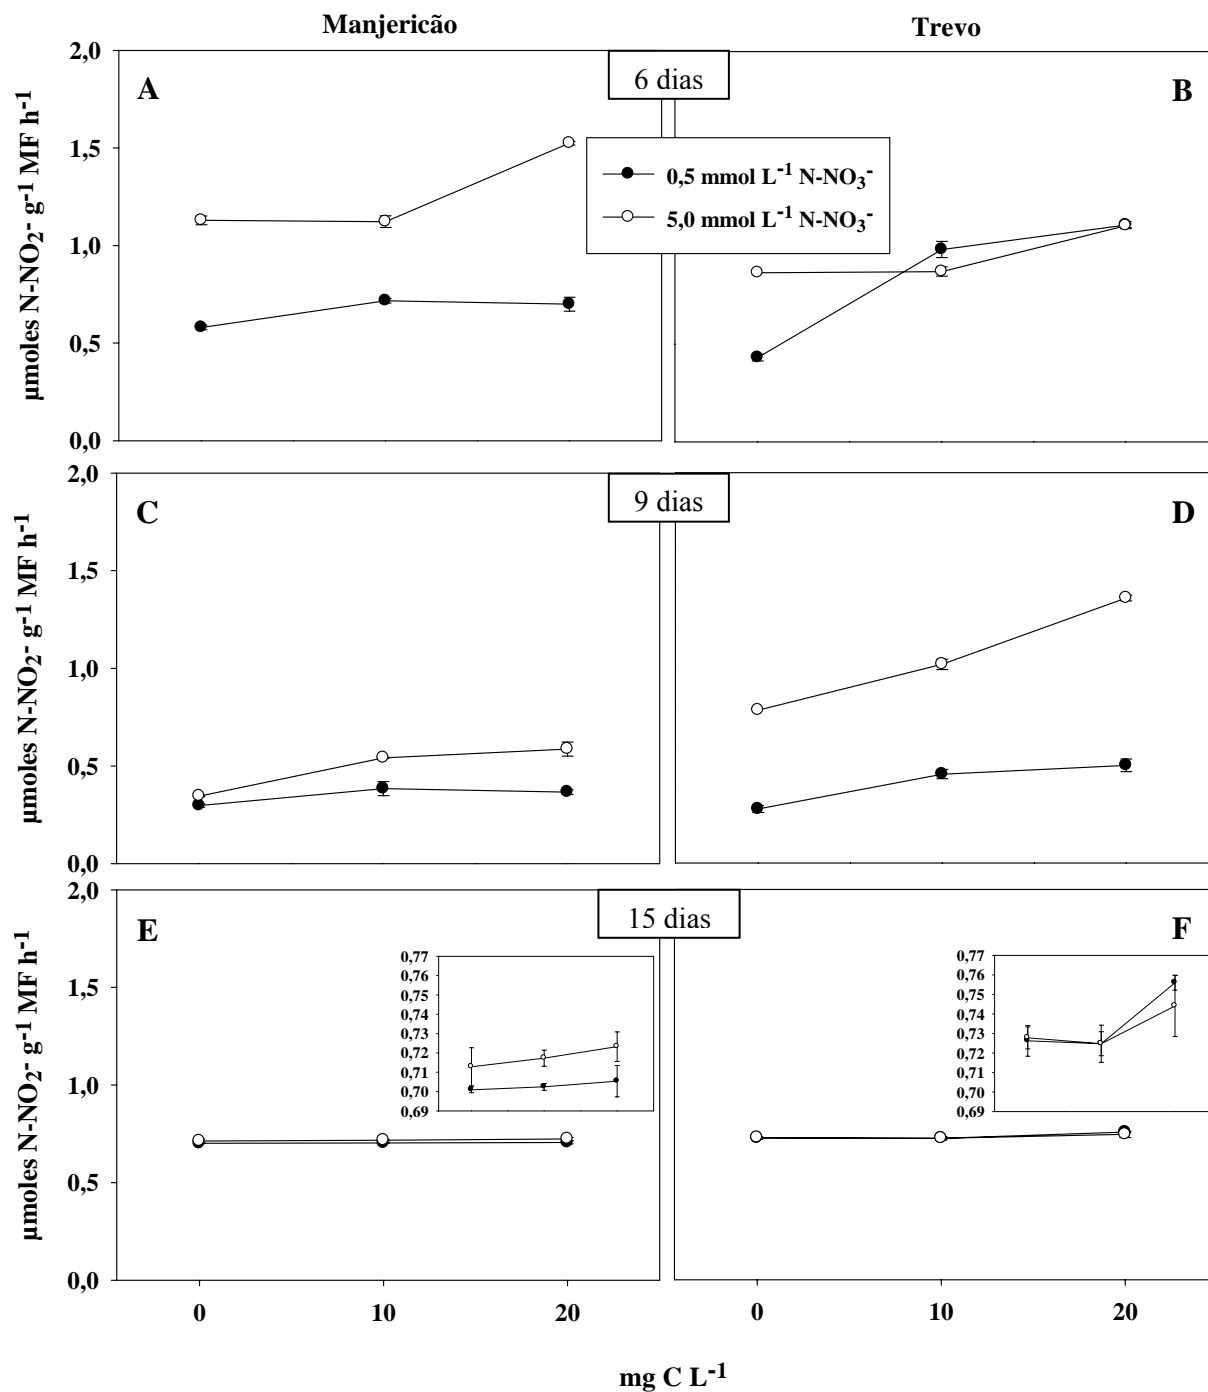 Manjericão
Trevo
2,0
1,5
1,0
0,5
0,0
µmoles N-NO2- g-1 MF h-1
A
6 dias
B
0,5 mmol L-1 N-NO3-
5,0 mmol L-1 N-NO3-
2,0
1,5
1,0
0,5
0,0
µmoles N-NO2- g-1 MF h-1
C
9 dias
D
2,0
1,5
1,0
0,5
0,0
µmoles N-NO2- g-1 MF h-1
E
15 dias
F
0,77
0,76
0,75
0,74
0,73
0,72
0,71
0,70
0,69
0,77
0,76
0,75
0,74
0,73
0,72
0,71
0,70
0,69
0 10 20
0 10 20
mg C L-1